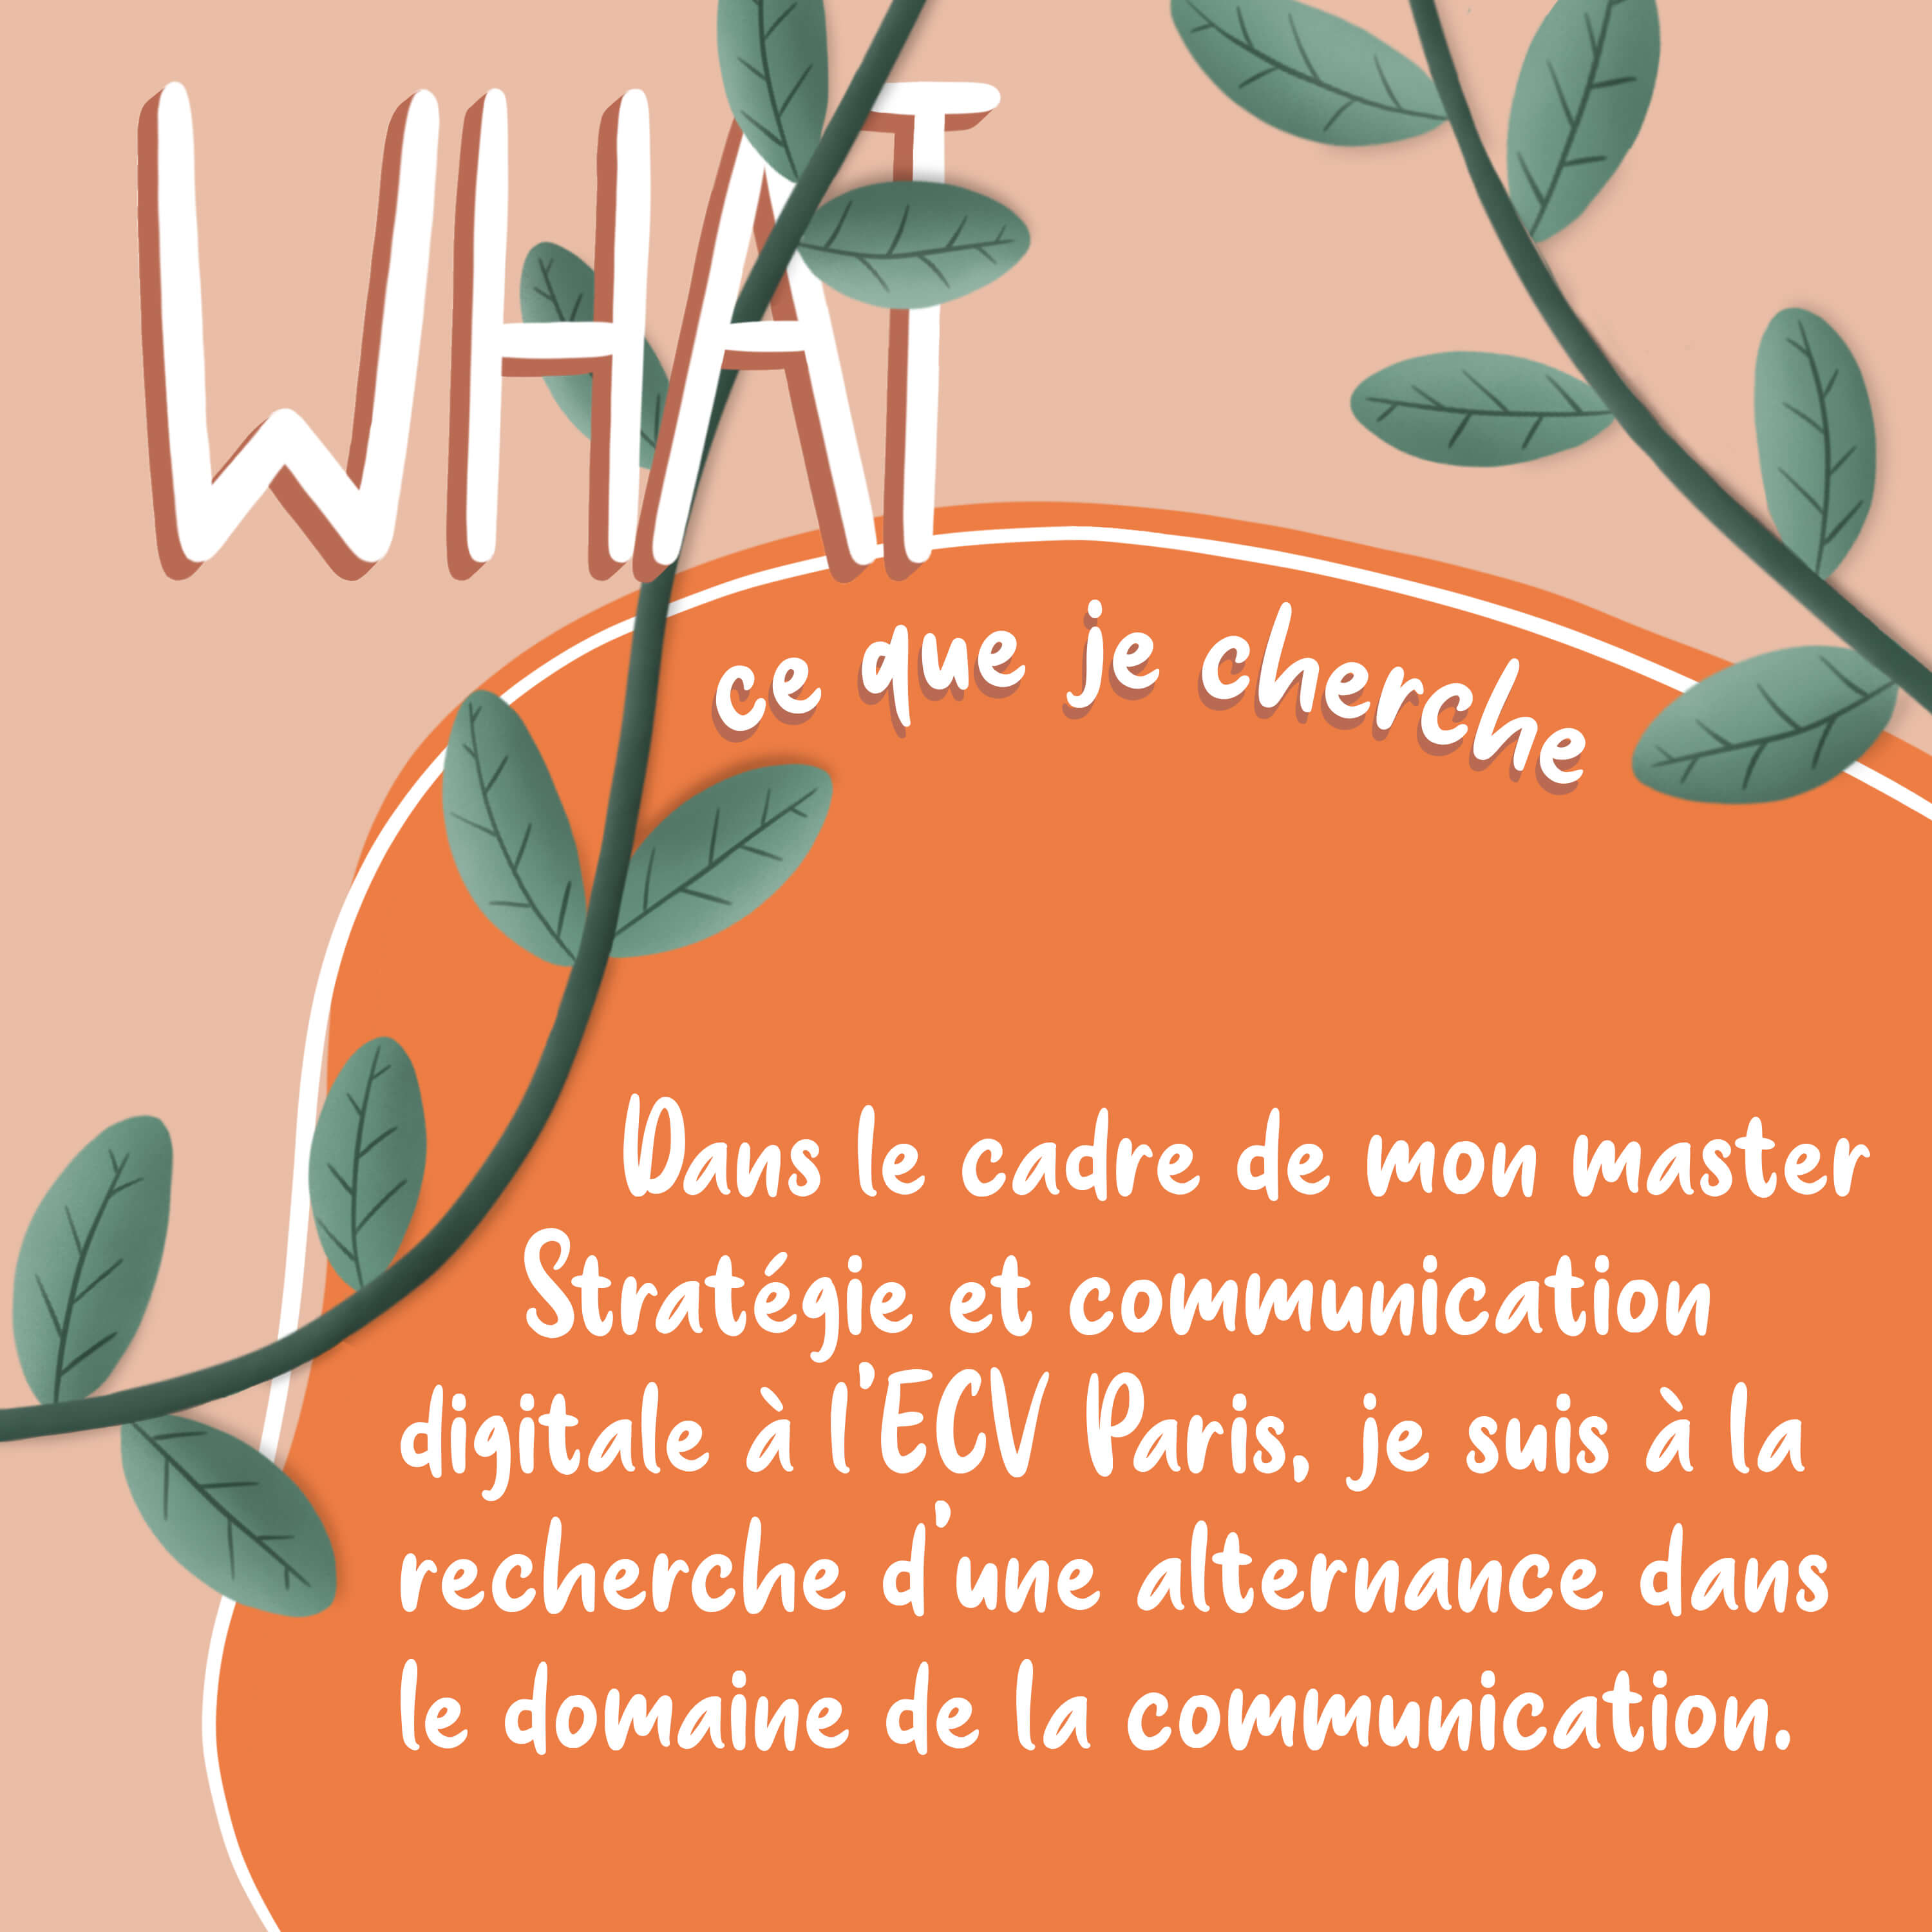 WHAT
ce que je cherche
Dans le cadre de mon master
Stratégie et communication
digitale à l'ECV Paris, je suis à la
recherche d'une alternance dans
le domaine de la communication.